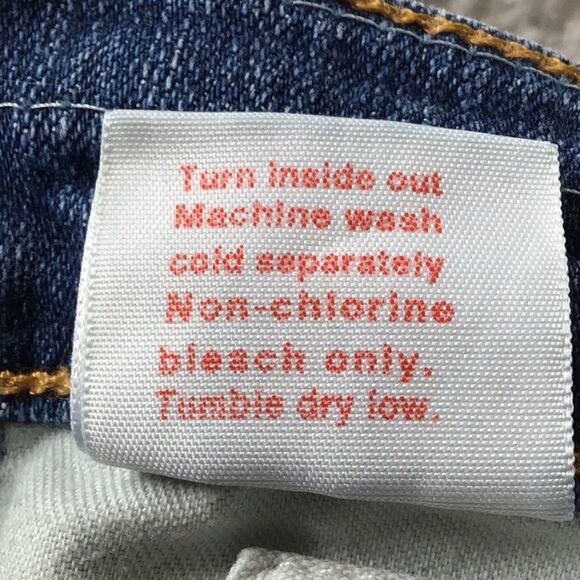 Turn inside out
Machine wash
cold separately
Non-chlorine
bleach only.
Tumble dry low.